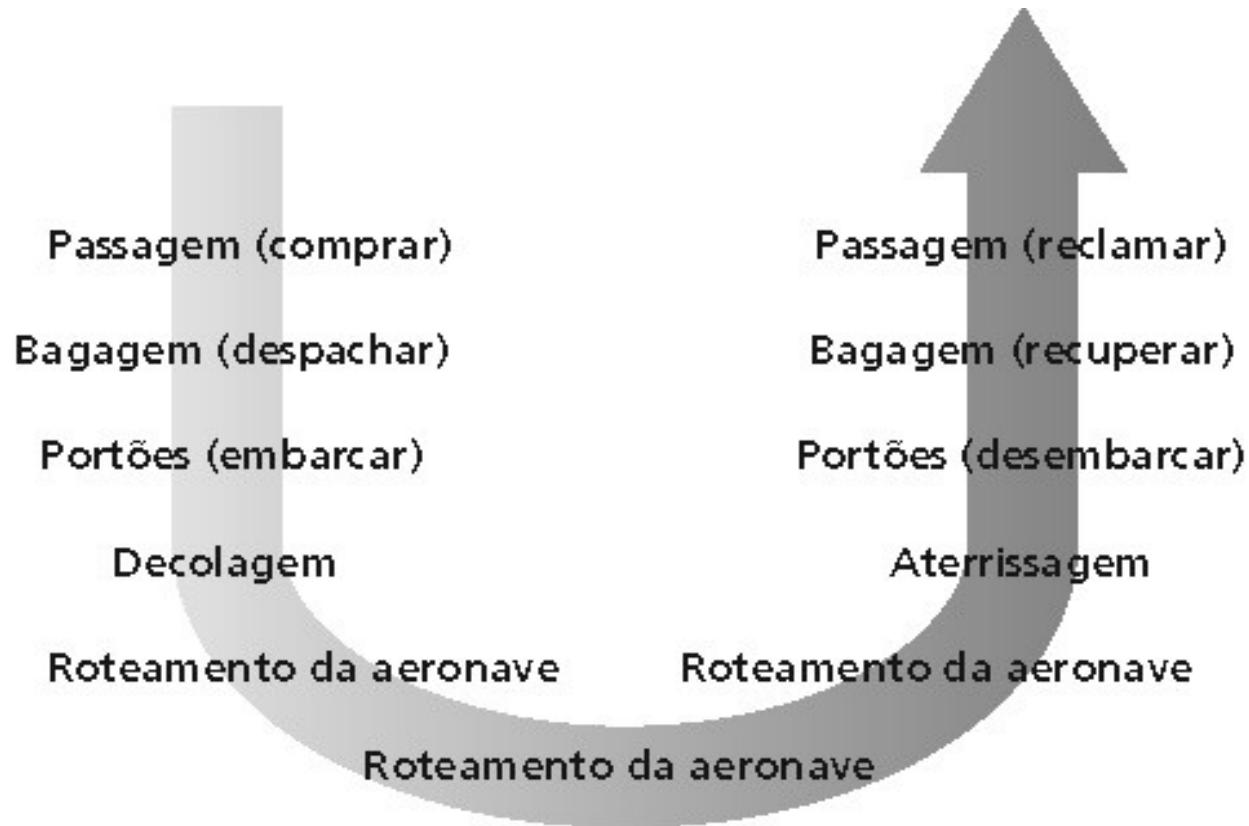 Passagem (comprar)
Bagagem (despachar)
Portões (embarcar)
Decolagem
Roteamento da aeronave
Roteamento da aeronave
Roteamento da aeronave
Aterrissagem
Portões (desembarcar)
Bagagem (recuperar)
Passagem (reclamar)